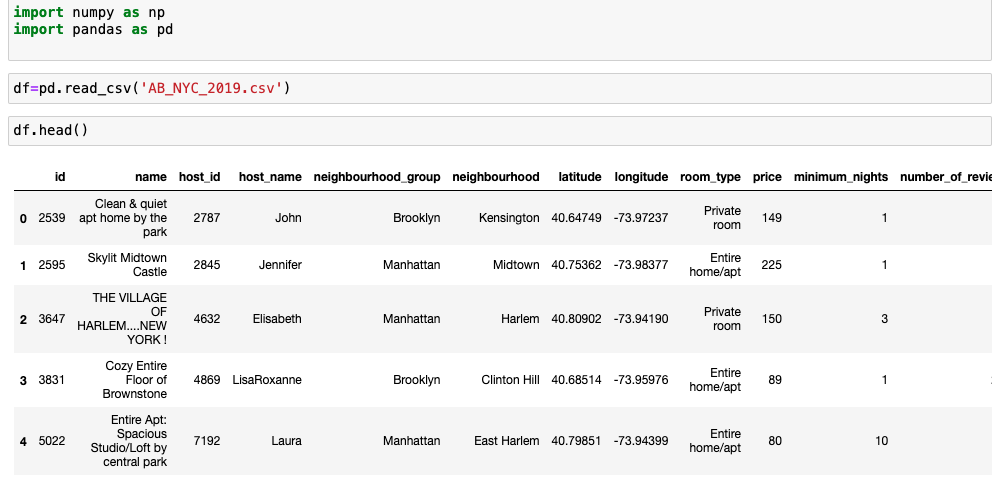 import numpy as np
import pandas as pd
df=pd.read_csv('AB_NYC_2019.csv')
df.head()
id name host_id host_name neighbourhood_group neighbourhood latitude longitude room_type price minimum_nights number_of_revie
0 2539 Clean & quiet apt home by the park 2787 John Brooklyn Kensington 40.64749 -73.97237 Private room 149 1
1 2595 Skylit Midtown Castle 2845 Jennifer Manhattan Midtown 40.75362 -73.98377 Entire home/apt 225 1
2 3647 THE VILLAGE OF HARLEM....NEW YORK ! 4632 Elisabeth Manhattan Harlem 40.80902 -73.94190 Private room 150 3
3 3831 Cozy Entire Floor of Brownstone 4869 LisaRoxanne Brooklyn Clinton Hill 40.68514 -73.95976 Entire home/apt 89 1
4 5022 Entire Apt: Spacious Studio/Loft by central park 7192 Laura Manhattan East Harlem 40.79851 -73.94399 Entire home/apt 80 10